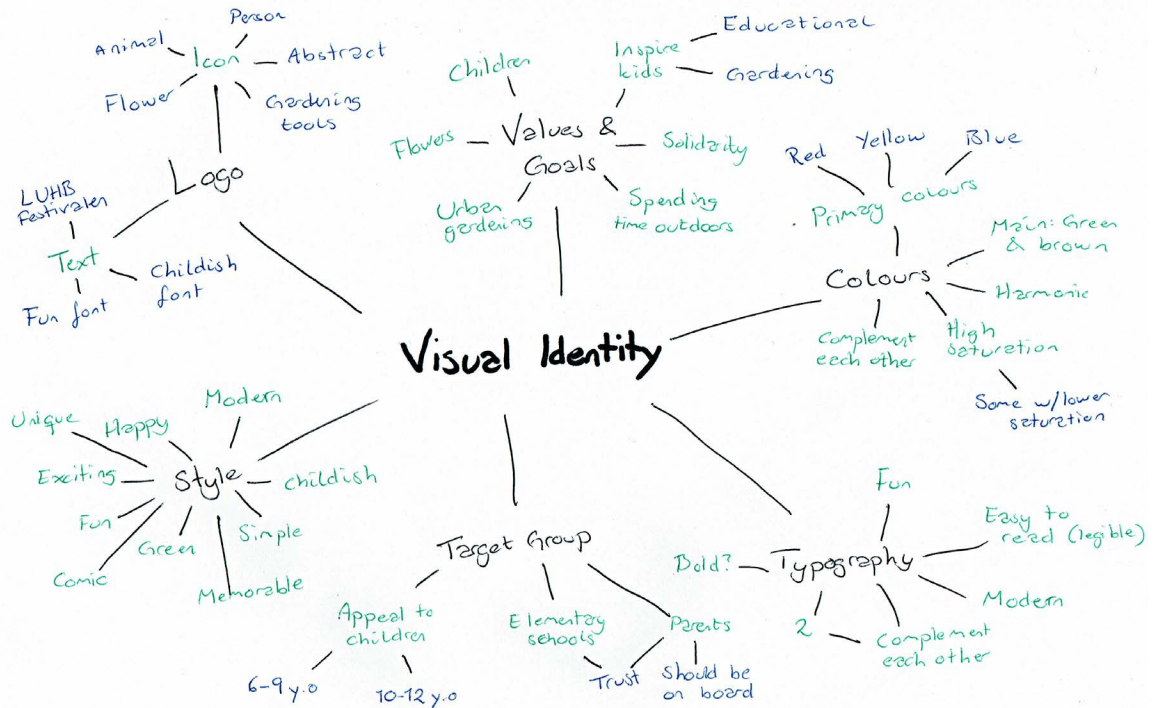 Person
Animal
Icon
Abstract
Flower
Gardening
tools
Logo
LUHB
Festivalen
Text
Childish
font
Fun font
Children
Inspire
kids
Educational
Gardening
Flowers
Values &
Goals
Solidarity
Urban
gardening
Spending
time outdoors
Red
Yellow
Blue
Primary colours
Main: Green
& brown
Colours
Harmonic
Complement
each other
High
saturation
Some w/lower
saturation
Visual Identity
Modern
Unique
Happy
Exciting
Style
childish
Fun
Green
Simple
Comic
Memorable
Target Group
Appeal to
children
6-9 y.o
10-12 y.o
Elementary
schools
Parents
Trust
Should be
on board
Fun
Easy to
read (legible)
Bold?
Typography
Modern
2
Complement
each other